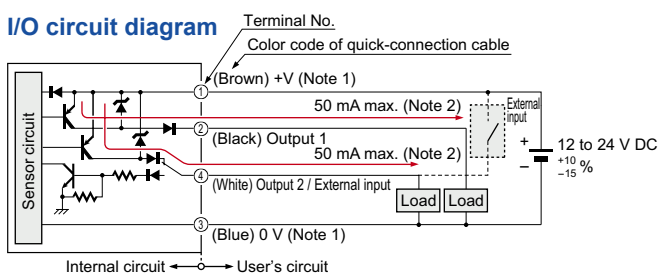 I/O circuit diagram
Terminal No.
Color code of quick-connection cable
1
(Brown) +V (Note 1)
50 mA max. (Note 2)
External
input
2
(Black) Output 1
50 mA max. (Note 2)
+
12 to 24 V DC
−
+10
−15 %
Sensor circuit
4
(White) Output 2 / External input
Load
Load
3
(Blue) 0 V (Note 1)
Internal circuit
User's circuit